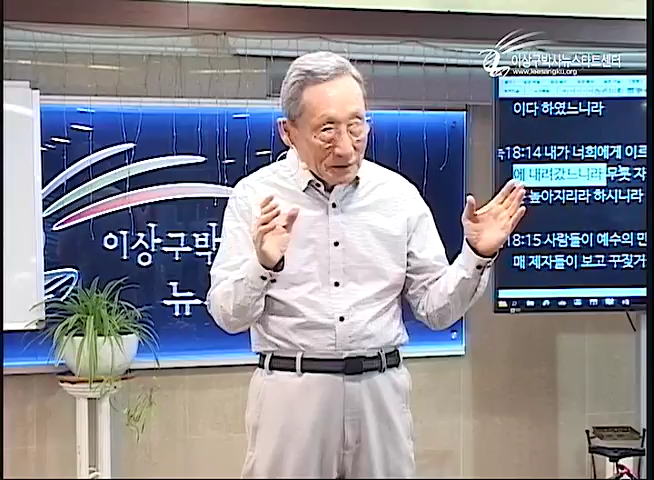 이상구박사뉴스타트센터
www.leesangku.org
이다 하였느니라
18:14 내가 너희에게 이르
에 내려갔느니라 무릇 자
높아지리라 하시니라
18:15 사람들이 예수의 만
매 제자들이 보고 꾸짖거
이상구박
뉴